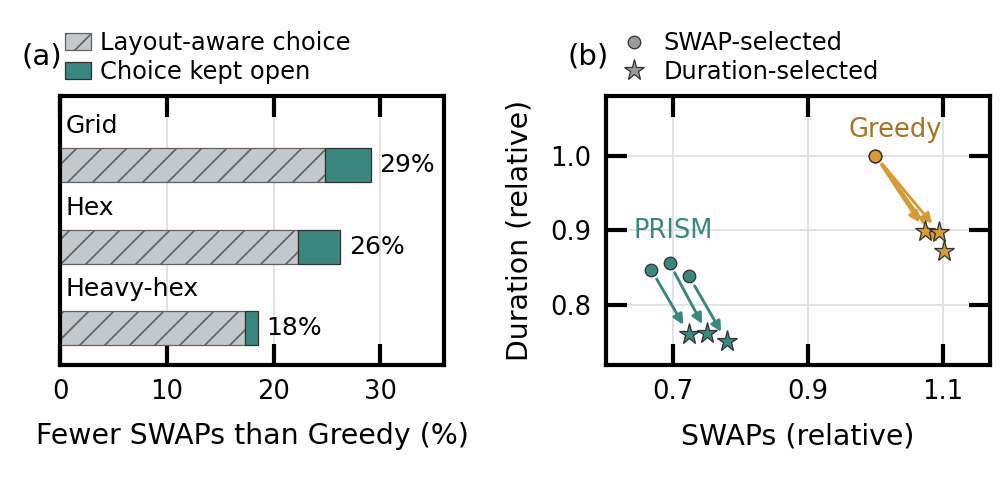 (a)
Layout-aware choice
Choice kept open
Grid
29%
Hex
26%
Heavy-hex
18%
0 10 20 30
Fewer SWAPs than Greedy (%)
(b)
SWAP-selected
Duration-selected
Duration (relative)
1.0
0.9
0.8
Greedy
PRISM
0.7 0.9 1.1
SWAPs (relative)